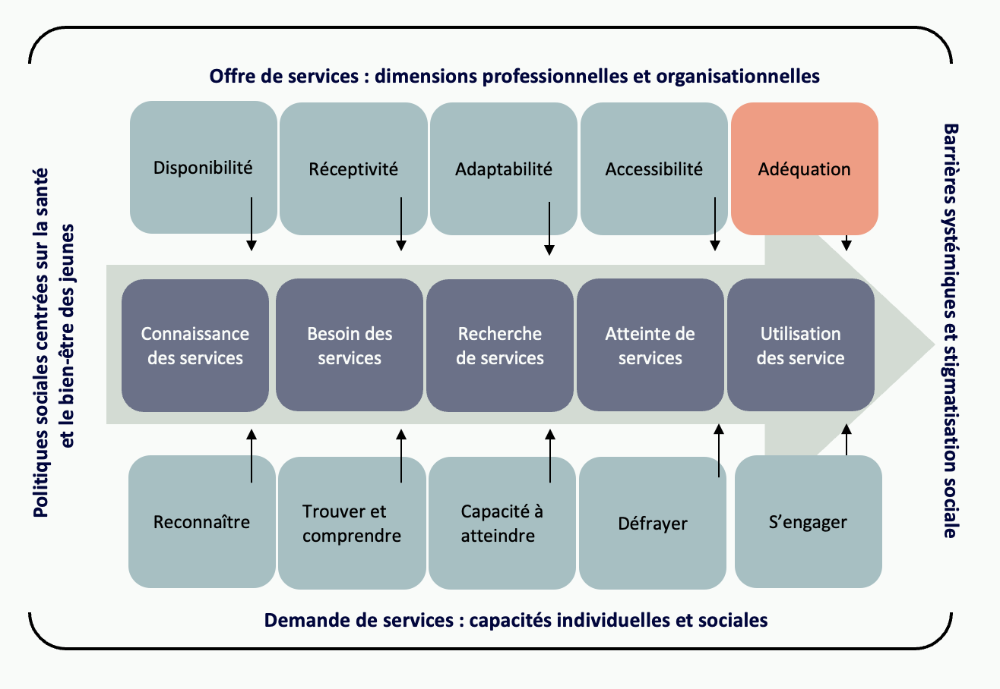 Offre de services : dimensions professionnelles et organisationnelles
Disponibilité
Réceptivité
Adaptabilité
Accessibilité
Adéquation
Politiques sociales centrées sur la santé
et le bien-être des jeunes
Connaissance
des services
Besoin des
services
Recherche
de services
Atteinte de
services
Utilisation
des service
Barrières systémiques et stigmatisation sociale
Reconnaître
Trouver et
comprendre
Capacité à
atteindre
Défrayer
S’engager
Demande de services : capacités individuelles et sociales